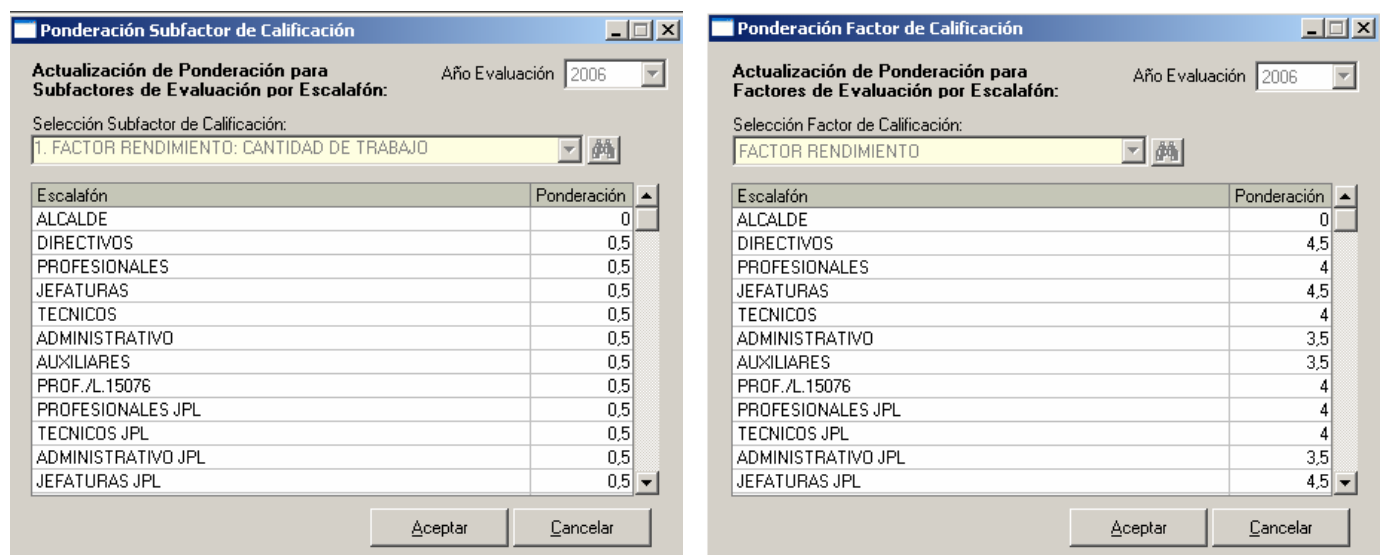 Ponderación Subfactor de Calificación
Actualización de Ponderación para
Subfactores de Evaluación por Escalafón:
Año Evaluación 2006
Selección Subfactor de Calificación:
1. FACTOR RENDIMIENTO: CANTIDAD DE TRABAJO
Escalafón Ponderación
ALCALDE 0
DIRECTIVOS 0,5
PROFESIONALES 0,5
JEFATURAS 0,5
TECNICOS 0,5
ADMINISTRATIVO 0,5
AUXILIARES 0,5
PROF./L.15076 0,5
PROFESIONALES JPL 0,5
TECNICOS JPL 0,5
ADMINISTRATIVO JPL 0,5
JEFATURAS JPL 0,5
Aceptar Cancelar
Ponderación Factor de Calificación
Actualización de Ponderación para
Factores de Evaluación por Escalafón:
Año Evaluación 2006
Selección Factor de Calificación:
FACTOR RENDIMIENTO
Escalafón Ponderación
ALCALDE 0
DIRECTIVOS 4,5
PROFESIONALES 4
JEFATURAS 4,5
TECNICOS 4
ADMINISTRATIVO 3,5
AUXILIARES 3,5
PROF./L.15076 4
PROFESIONALES JPL 4
TECNICOS JPL 4
ADMINISTRATIVO JPL 3,5
JEFATURAS JPL 4,5
Aceptar Cancelar